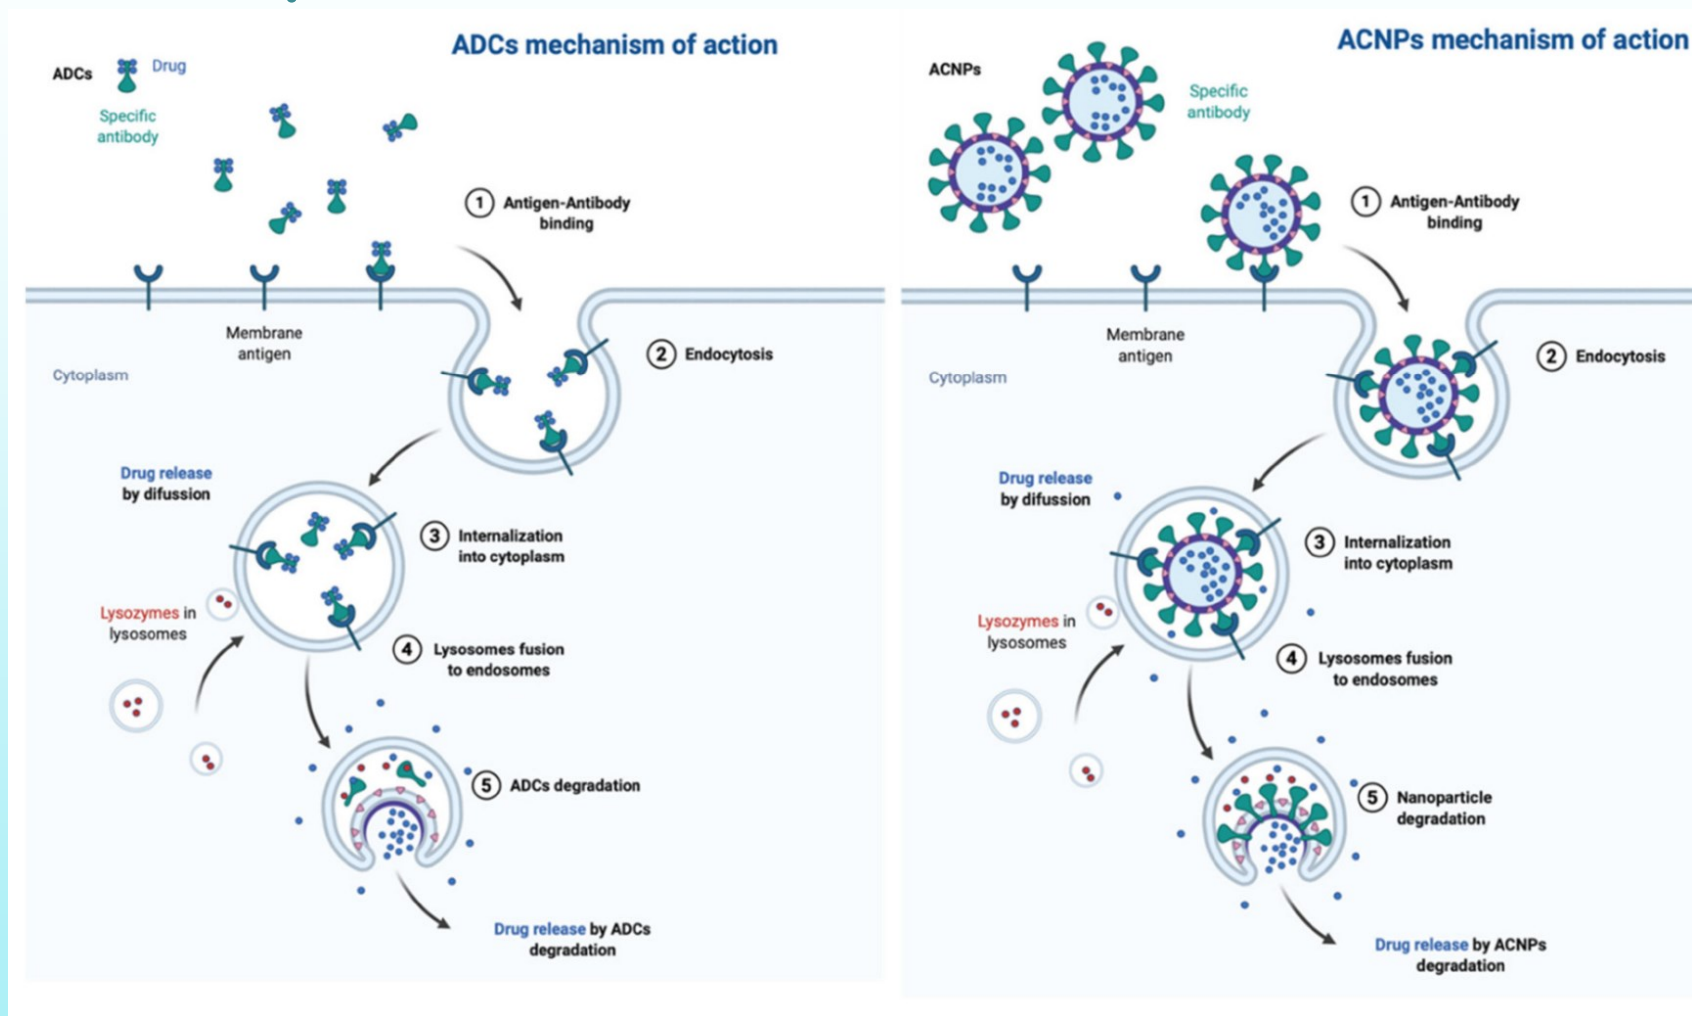 ADCs mechanism of action
ADCs
Drug
Specific
antibody
1 Antigen-Antibody
binding
Membrane
antigen
Cytoplasm
2 Endocytosis
Drug release
by difussion
3 Internalization
into cytoplasm
Lysozymes in
lysosomes
4 Lysosomes fusion
to endosomes
5 ADCs degradation
Drug release by ADCs
degradation
ACNPs mechanism of action
ACNPs
Specific
antibody
1 Antigen-Antibody
binding
Membrane
antigen
Cytoplasm
2 Endocytosis
Drug release
by difussion
3 Internalization
into cytoplasm
Lysozymes in
lysosomes
4 Lysosomes fusion
to endosomes
5 Nanoparticle
degradation
Drug release by ACNPs
degradation